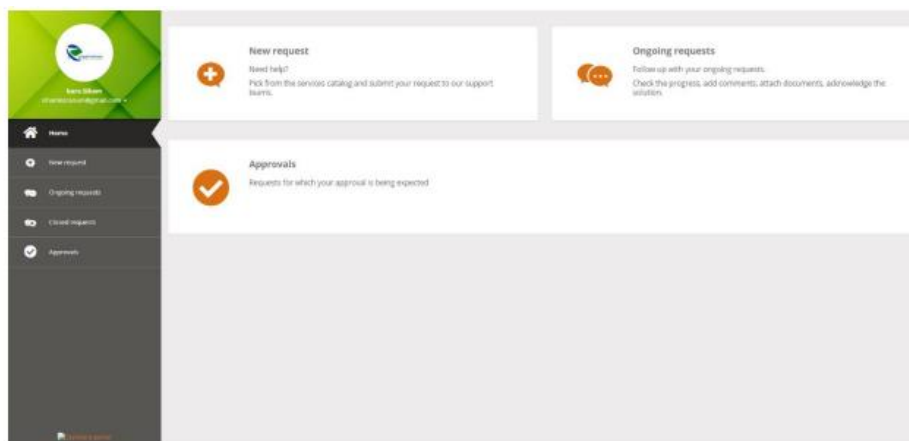 Home
New request
Ongoing requests
Closed requests
Approvals
New request
Need help?
Pick from the services catalog and submit your request to our support
teams.
Ongoing requests
Follow up with your ongoing requests.
Check the progress, add comments, attach documents, acknowledge the
solution.
Approvals
Requests for which your approval is being expected